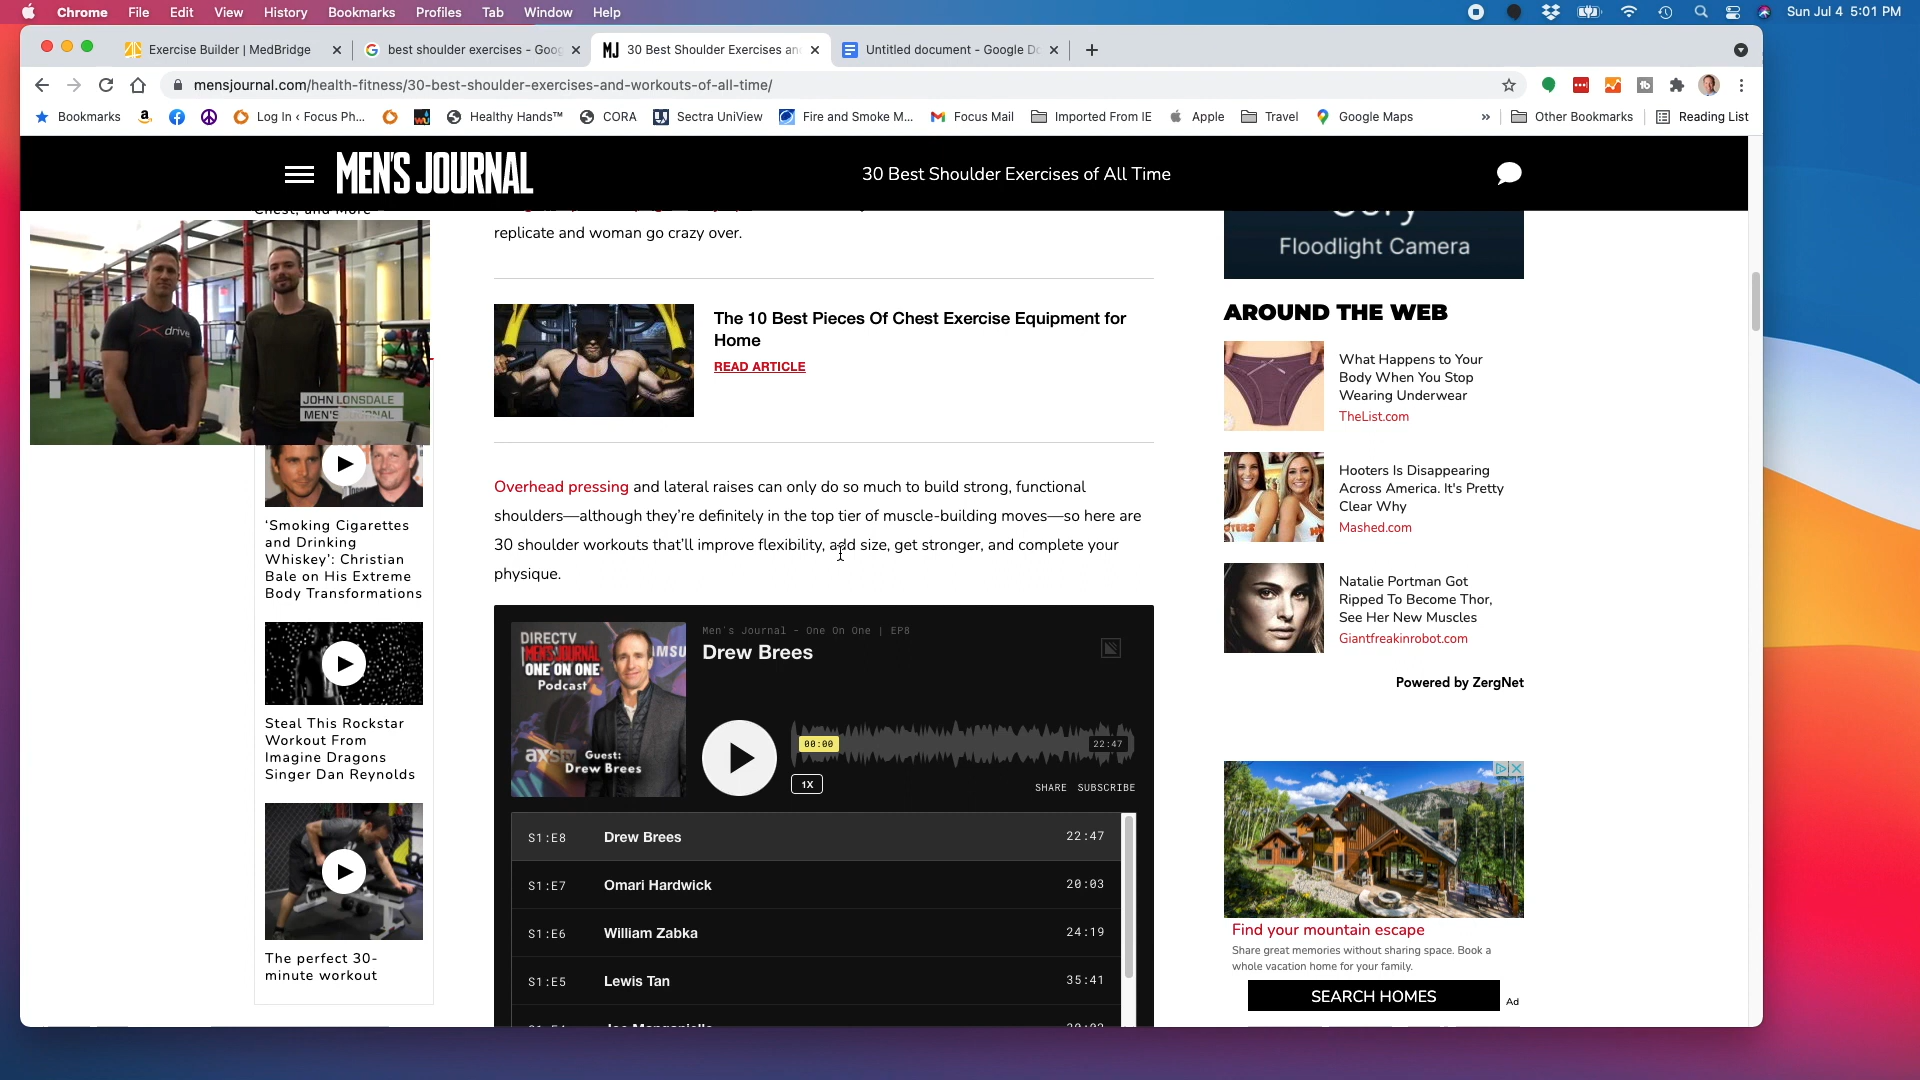 Chrome File Edit View History Bookmarks Profiles Tab Window Help
Sun Jul 4 5:01 PM
Exercise Builder | MedBridge
best shoulder exercises - Goo
MJ 30 Best Shoulder Exercises an
Untitled document - Google Do
mensjournal.com/health-fitness/30-best-shoulder-exercises-and-workouts-of-all-time/
Bookmarks
Log In ‹ Focus Ph...
Healthy Hands™
CORA
Sectra UniView
Fire and Smoke M...
Focus Mail
Imported From IE
Apple
Travel
Google Maps
»
Other Bookmarks
Reading List
MEN'S JOURNAL
30 Best Shoulder Exercises of All Time
Chest, and More
drive
JOHN LONSDALE
MEN'S JOURNAL
'Smoking Cigarettes
and Drinking
Whiskey': Christian
Bale on His Extreme
Body Transformations
Steal This Rockstar
Workout From
Imagine Dragons
Singer Dan Reynolds
The perfect 30-
minute workout
replicate and woman go crazy over.
The 10 Best Pieces Of Chest Exercise Equipment for
Home
READ ARTICLE
Overhead pressing and lateral raises can only do so much to build strong, functional
shoulders—although they're definitely in the top tier of muscle-building moves—so here are
30 shoulder workouts that'll improve flexibility, add size, get stronger, and complete your
physique.
DIRECTV
MEN'S JOURNAL
ONE ON ONE
Podcast
AMSU
axs tv
Guest:
Drew Brees
Men's Journal - One On One | EP8
Drew Brees
00:00
22:47
1X
SHARE SUBSCRIBE
S1:E8 Drew Brees 22:47
S1:E7 Omari Hardwick 20:03
S1:E6 William Zabka 24:19
S1:E5 Lewis Tan 35:41
Floodlight Camera
AROUND THE WEB
What Happens to Your
Body When You Stop
Wearing Underwear
TheList.com
Hooters Is Disappearing
Across America. It's Pretty
Clear Why
Mashed.com
Natalie Portman Got
Ripped To Become Thor,
See Her New Muscles
Giantfreakinrobot.com
Powered by ZergNet
Find your mountain escape
Share great memories without sharing space. Book a
whole vacation home for your family.
SEARCH HOMES
Ad